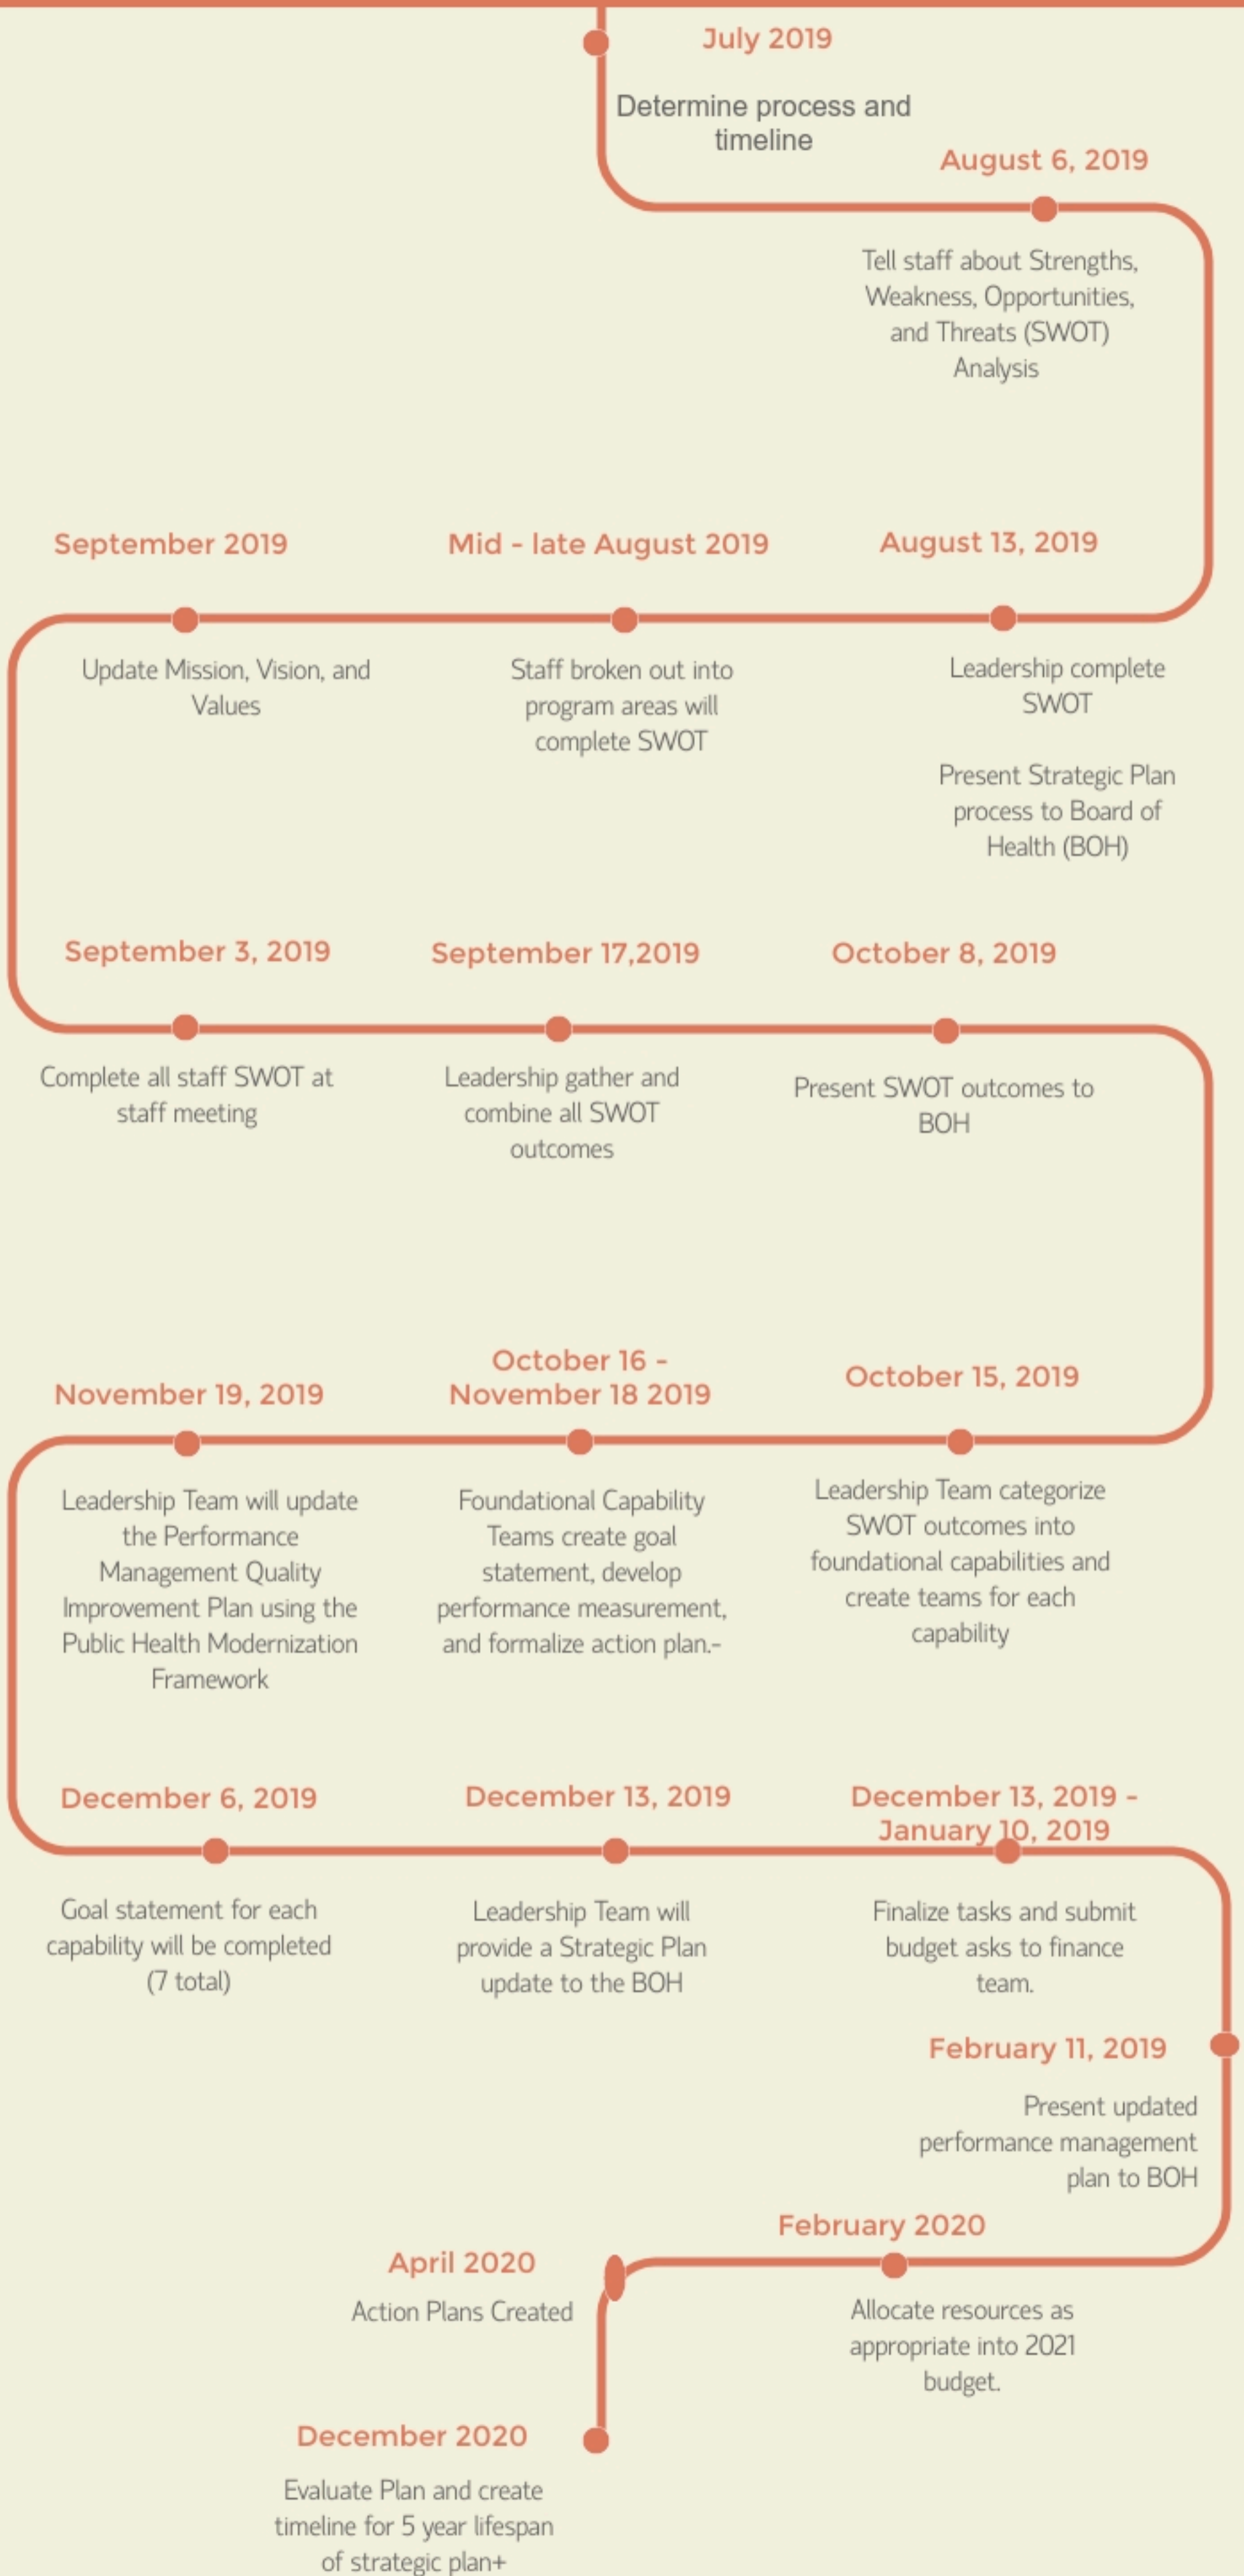 July 2019
Determine process and
timeline
August 6, 2019
Tell staff about Strengths,
Weakness, Opportunities,
and Threats (SWOT)
Analysis
August 13, 2019
Leadership complete
SWOT
Present Strategic Plan
process to Board of
Health (BOH)
Mid - late August 2019
Staff broken out into
program areas will
complete SWOT
September 2019
Update Mission, Vision, and
Values
September 3, 2019
Complete all staff SWOT at
staff meeting
September 17,2019
Leadership gather and
combine all SWOT
outcomes
October 8, 2019
Present SWOT outcomes to
BOH
October 15, 2019
Leadership Team categorize
SWOT outcomes into
foundational capabilities and
create teams for each
capability
October 16 -
November 18 2019
Foundational Capability
Teams create goal
statement, develop
performance measurement,
and formalize action plan.-
November 19, 2019
Leadership Team will update
the Performance
Management Quality
Improvement Plan using the
Public Health Modernization
Framework
December 6, 2019
Goal statement for each
capability will be completed
(7 total)
December 13, 2019
Leadership Team will
provide a Strategic Plan
update to the BOH
December 13, 2019 -
January 10, 2019
Finalize tasks and submit
budget asks to finance
team.
February 11, 2019
Present updated
performance management
plan to BOH
February 2020
Allocate resources as
appropriate into 2021
budget.
April 2020
Action Plans Created
December 2020
Evaluate Plan and create
timeline for 5 year lifespan
of strategic plan+